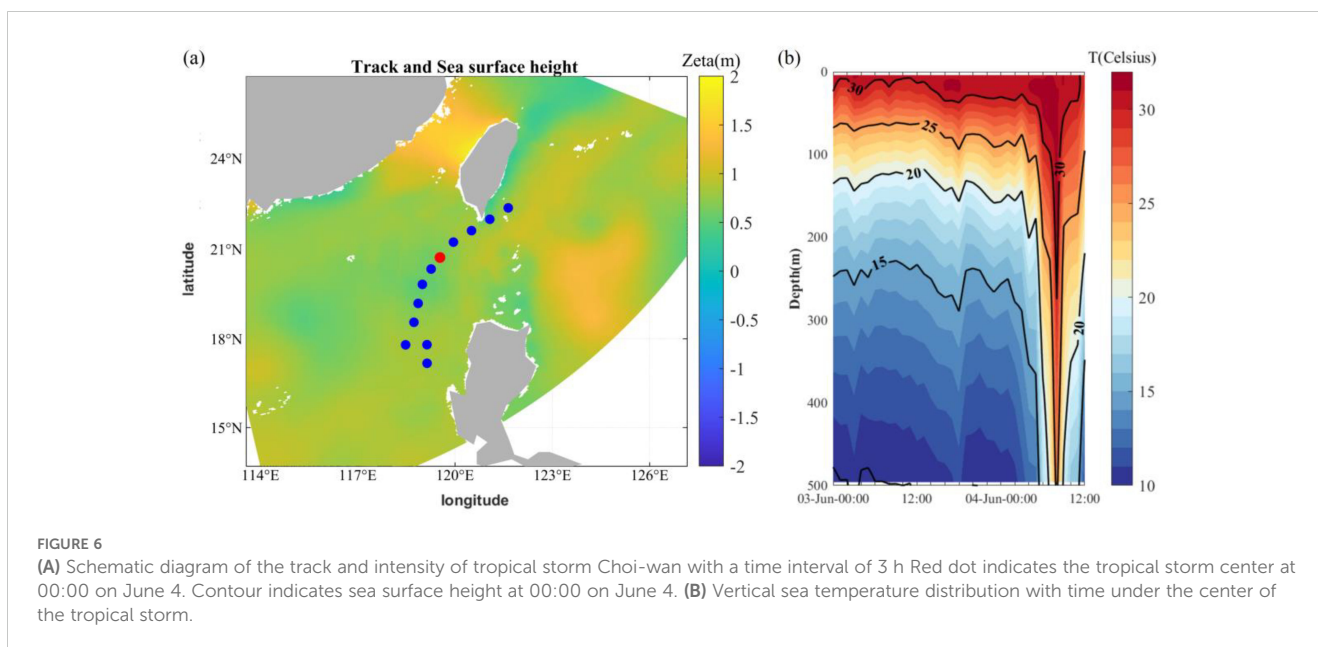 (a)
Track and Sea surface height
Zeta(m)
2
1.5
1
0.5
0
-0.5
-1
-1.5
-2
24°N
21°N
18°N
15°N
latitude
114°E
117°E
120°E
123°E
126°E
longitude
(b)
T(Celsius)
0
100
200
300
400
500
Depth(m)
30
25
20
15
30
20
03-Jun-00:00
12:00
04-Jun-00:00
12:00
30
25
20
15
10
FIGURE 6
(A) Schematic diagram of the track and intensity of tropical storm Choi-wan with a time interval of 3 h Red dot indicates the tropical storm center at
00:00 on June 4. Contour indicates sea surface height at 00:00 on June 4. (B) Vertical sea temperature distribution with time under the center of
the tropical storm.